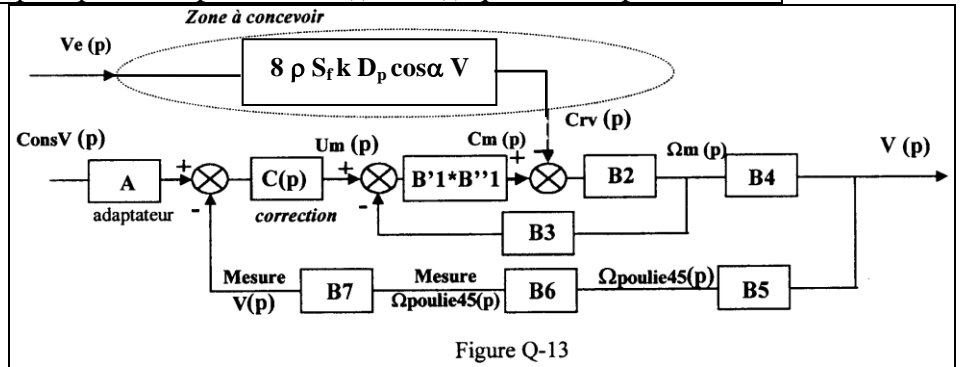 Zone à concevoir
Ve (p)
8 ρ Sf k Dp cosα V
Crv (p)
ConsV (p)
Um (p)
Cm (p)
Ωm (p)
V (p)
A
+
-
C(p)
+
-
B'1*B''1
+
-
B2
B4
adaptateur
correction
B3
Mesure
V(p)
B7
Mesure
Ωpoulie45(p)
B6
Ωpoulie45(p)
B5
Figure Q-13